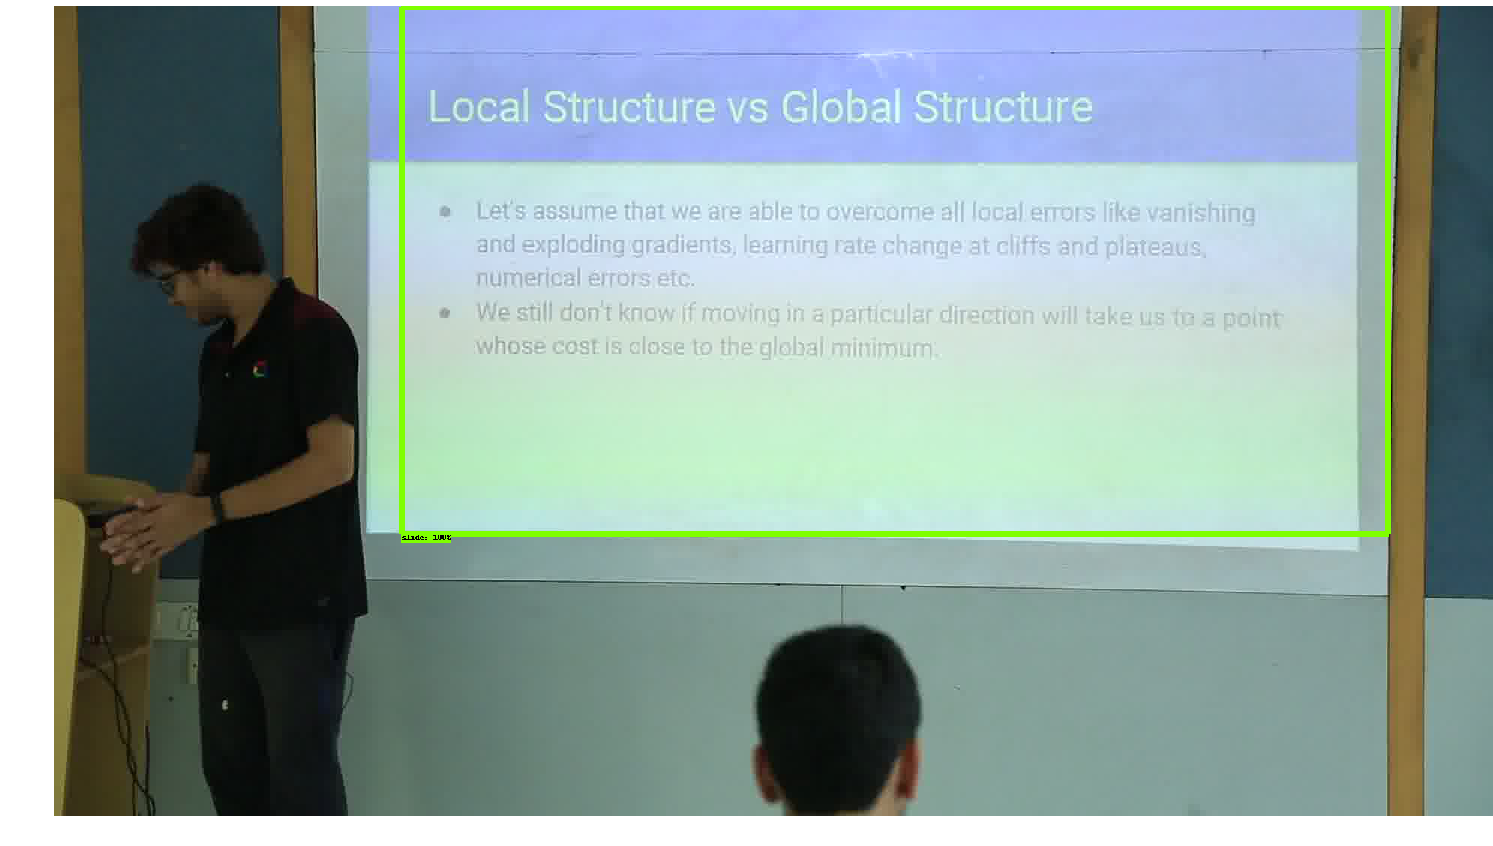 Local Structure vs Global Structure
● Let's assume that we are able to overcome all local errors like vanishing
and exploding gradients, learning rate change at cliffs and plateaus,
numerical errors etc.
● We still don't know if moving in a particular direction will take us to a point
whose cost is close to the global minimum.
slide: 100%